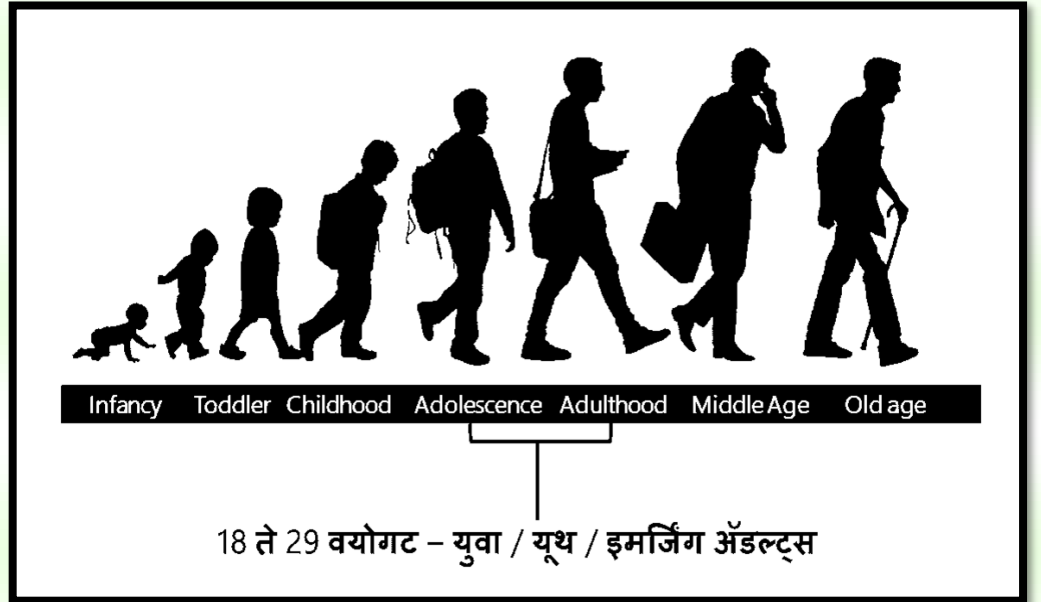 Infancy Toddler Childhood Adolescence Adulthood Middle Age Old age
18 ते 29 वयोगट – युवा / यूथ / इमर्जिंग ॲडल्ट्स